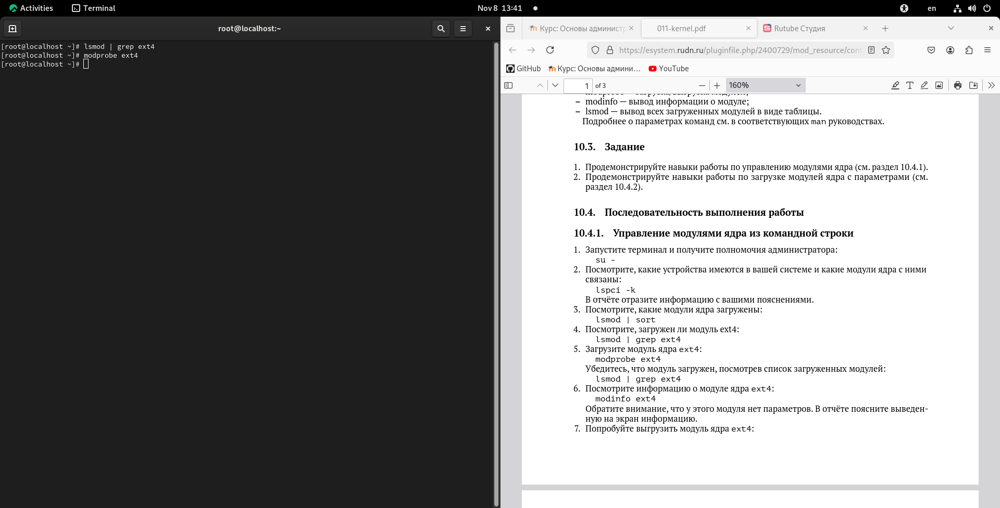 Activities
Terminal
Nov 8 13:41
en
root@localhost:~
[root@localhost ~]# lsmod | grep ext4
[root@localhost ~]# modprobe ext4
[root@localhost ~]#
Курс: Основы администр
011-kernel.pdf
Rutube Студия
https://esystem.rudn.ru/pluginfile.php/2400729/mod_resource/cont
GitHub
Курс: Основы админи…
YouTube
1 of 3
160%
– modinfo — вывод информации о модуле;
– lsmod — вывод всех загруженных модулей в виде таблицы.
Подробнее о параметрах команд см. в соответствующих man руководствах.
10.3. Задание
1. Продемонстрируйте навыки работы по управлению модулями ядра (см. раздел 10.4.1).
2. Продемонстрируйте навыки работы по загрузке модулей ядра с параметрами (см.
раздел 10.4.2).
10.4. Последовательность выполнения работы
10.4.1. Управление модулями ядра из командной строки
1. Запустите терминал и получите полномочия администратора:
su -
2. Посмотрите, какие устройства имеются в вашей системе и какие модули ядра с ними
связаны:
lspci -k
В отчёте отразите информацию с вашими пояснениями.
3. Посмотрите, какие модули ядра загружены:
lsmod | sort
4. Посмотрите, загружен ли модуль ext4:
lsmod | grep ext4
5. Загрузите модуль ядра ext4:
modprobe ext4
Убедитесь, что модуль загружен, посмотрев список загруженных модулей:
lsmod | grep ext4
6. Посмотрите информацию о модуле ядра ext4:
modinfo ext4
Обратите внимание, что у этого модуля нет параметров. В отчёте поясните выведен-
ную на экран информацию.
7. Попробуйте выгрузить модуль ядра ext4: